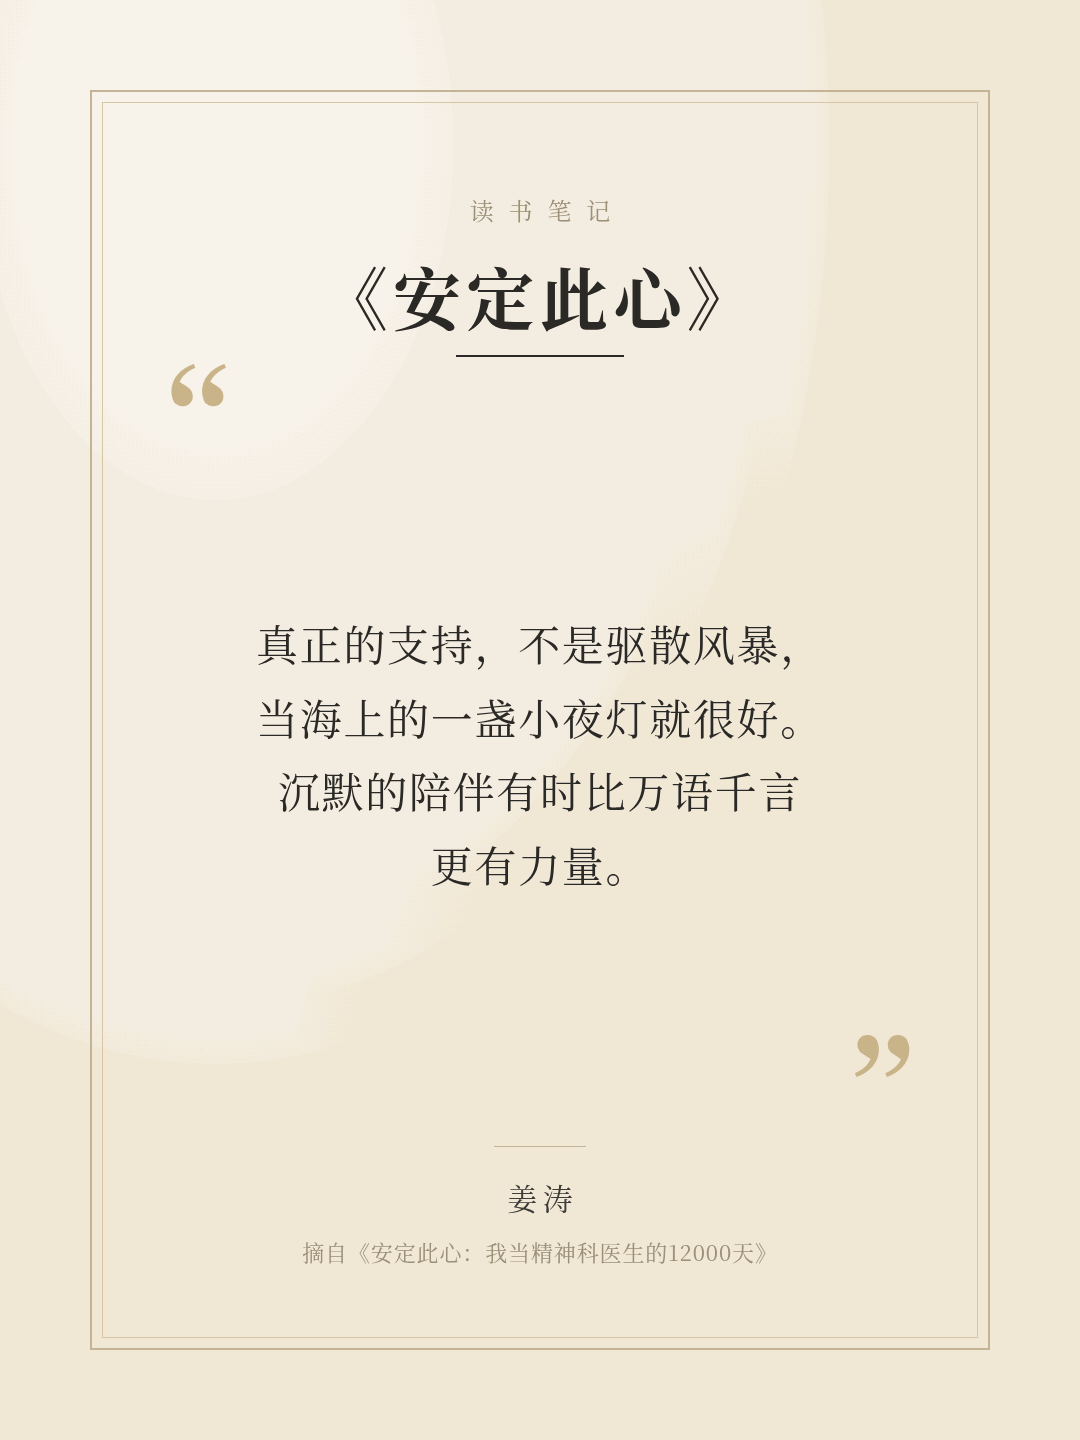 读书笔记
《安定此心》
“
真正的支持，不是驱散风暴，
当海上的一盏小夜灯就很好。
沉默的陪伴有时比万语千言
更有力量。
”
姜涛
摘自《安定此心：我当精神科医生的12000天》